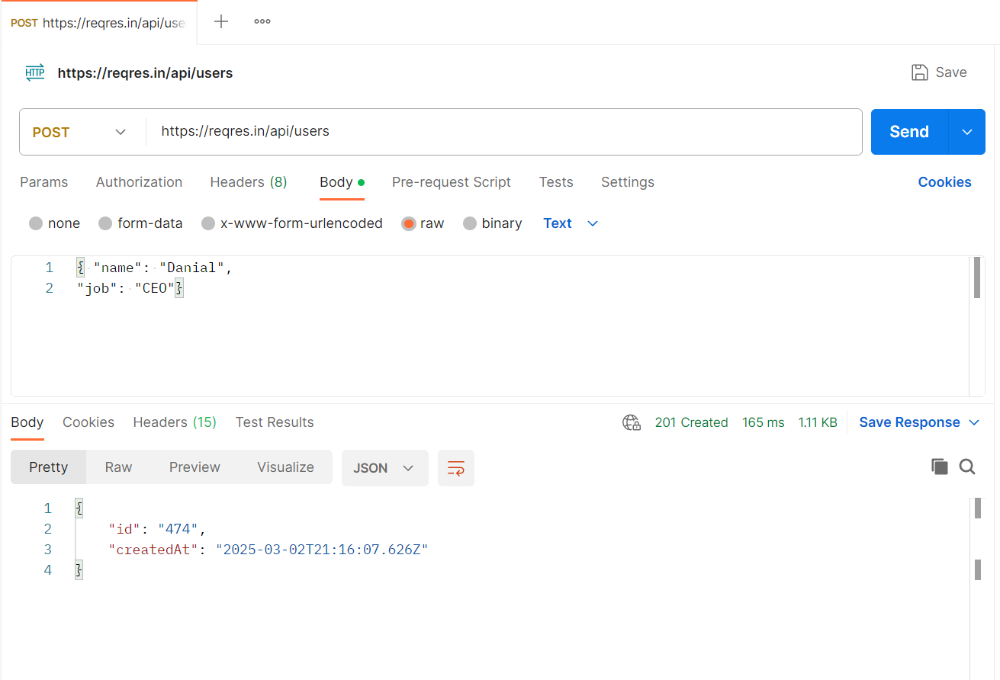 POST https://reqres.in/api/use
HTTP https://reqres.in/api/users
Save
POST https://reqres.in/api/users
Send
Params Authorization Headers (8) Body Pre-request Script Tests Settings Cookies
none form-data x-www-form-urlencoded raw binary Text
1 { "name": "Danial",
2 "job": "CEO"}
Body Cookies Headers (15) Test Results 201 Created 165 ms 1.11 KB Save Response
Pretty Raw Preview Visualize JSON
1 {
2 "id": "474",
3 "createdAt": "2025-03-02T21:16:07.626Z"
4 }